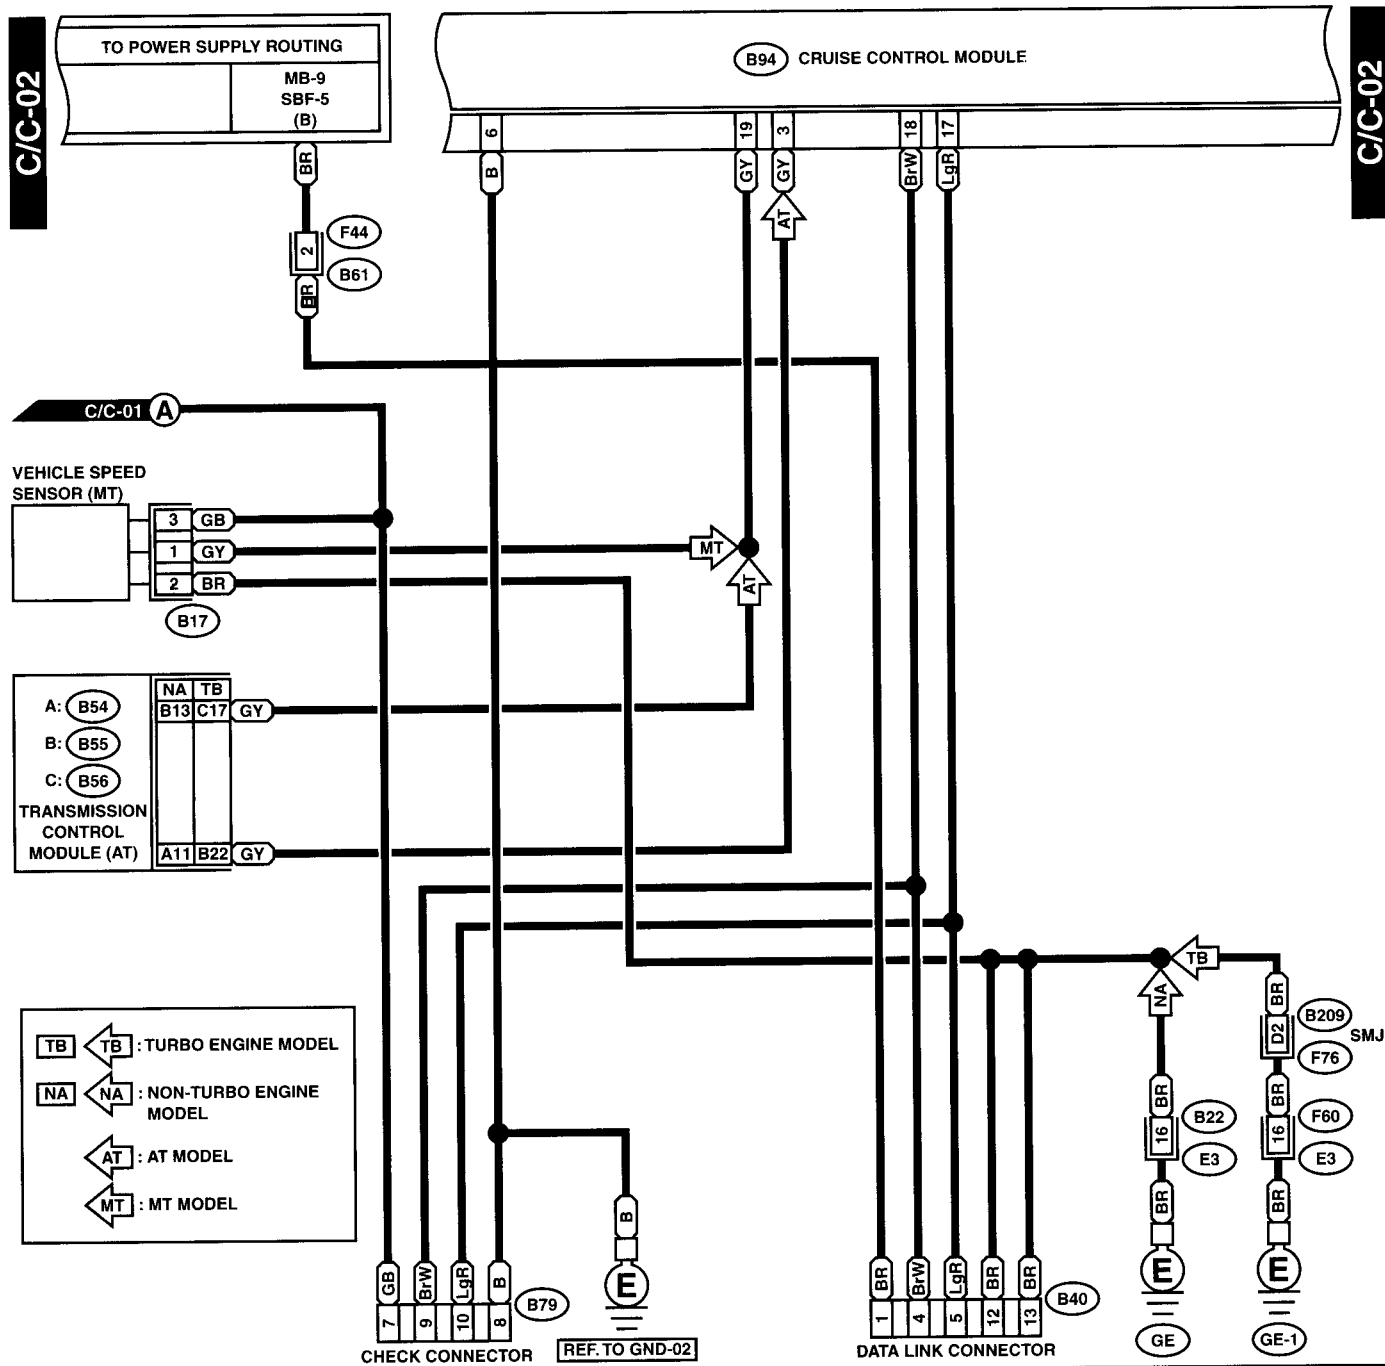 C/C-02
TO POWER SUPPLY ROUTING
MB-9
SBF-5
(B)
B94 CRUISE CONTROL MODULE
C/C-02
6
19
3
18
17
BR
B
GY
GY
BrW
LgR
AT
F44
2
B61
BR
C/C-01 A
VEHICLE SPEED
SENSOR (MT)
3 GB
1 GY
2 BR
B17
MT
AT
NA TB
A: B54
B13 C17 GY
B: B55
C: B56
TRANSMISSION
CONTROL
MODULE (AT)
A11 B22 GY
TB
NA
BR
B209
D2
SMJ
F76
TB TB : TURBO ENGINE MODEL
NA NA : NON-TURBO ENGINE
MODEL
AT : AT MODEL
MT : MT MODEL
BR
BR
B22
16
F60
16
E3
E3
BR
BR
B
E
E
E
GE
GE-1
GB
BrW
LgR
B
B79
7
9
10
8
CHECK CONNECTOR
REF. TO GND-02
BR
BrW
LgR
BR
BR
B40
1
4
5
12
13
DATA LINK CONNECTOR